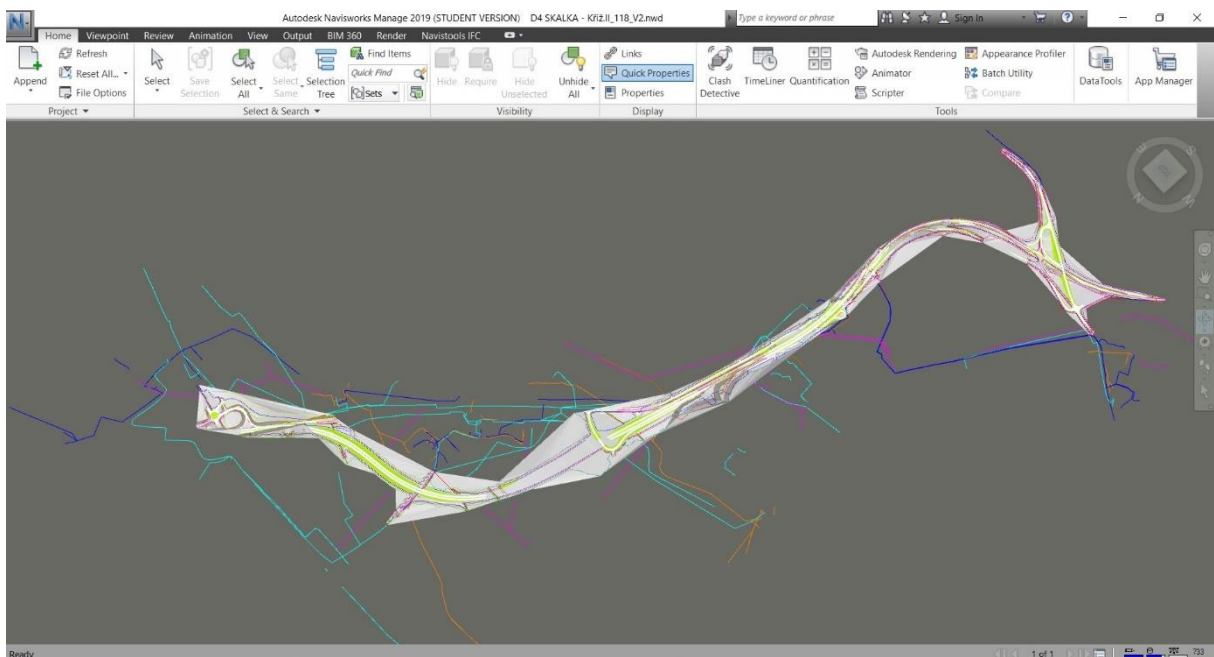 Autodesk Navisworks Manage 2019 (STUDENT VERSION) D4 SKALKA - Kříž.II_118_V2.nwd
Type a keyword or phrase
Sign In
Home Viewpoint Review Animation View Output BIM 360 Render Navistools IFC
Append
Refresh
Reset All...
File Options
Project
Select
Save Selection
Select All
Select Same
Selection Tree
Find Items
Quick Find
Sets
Select & Search
Hide
Require
Hide Unselected
Unhide All
Visibility
Links
Quick Properties
Properties
Display
Clash Detective
TimeLiner
Quantification
Autodesk Rendering
Animator
Scripter
Appearance Profiler
Batch Utility
Compare
Tools
DataTools
App Manager
Ready
1 of 1
733